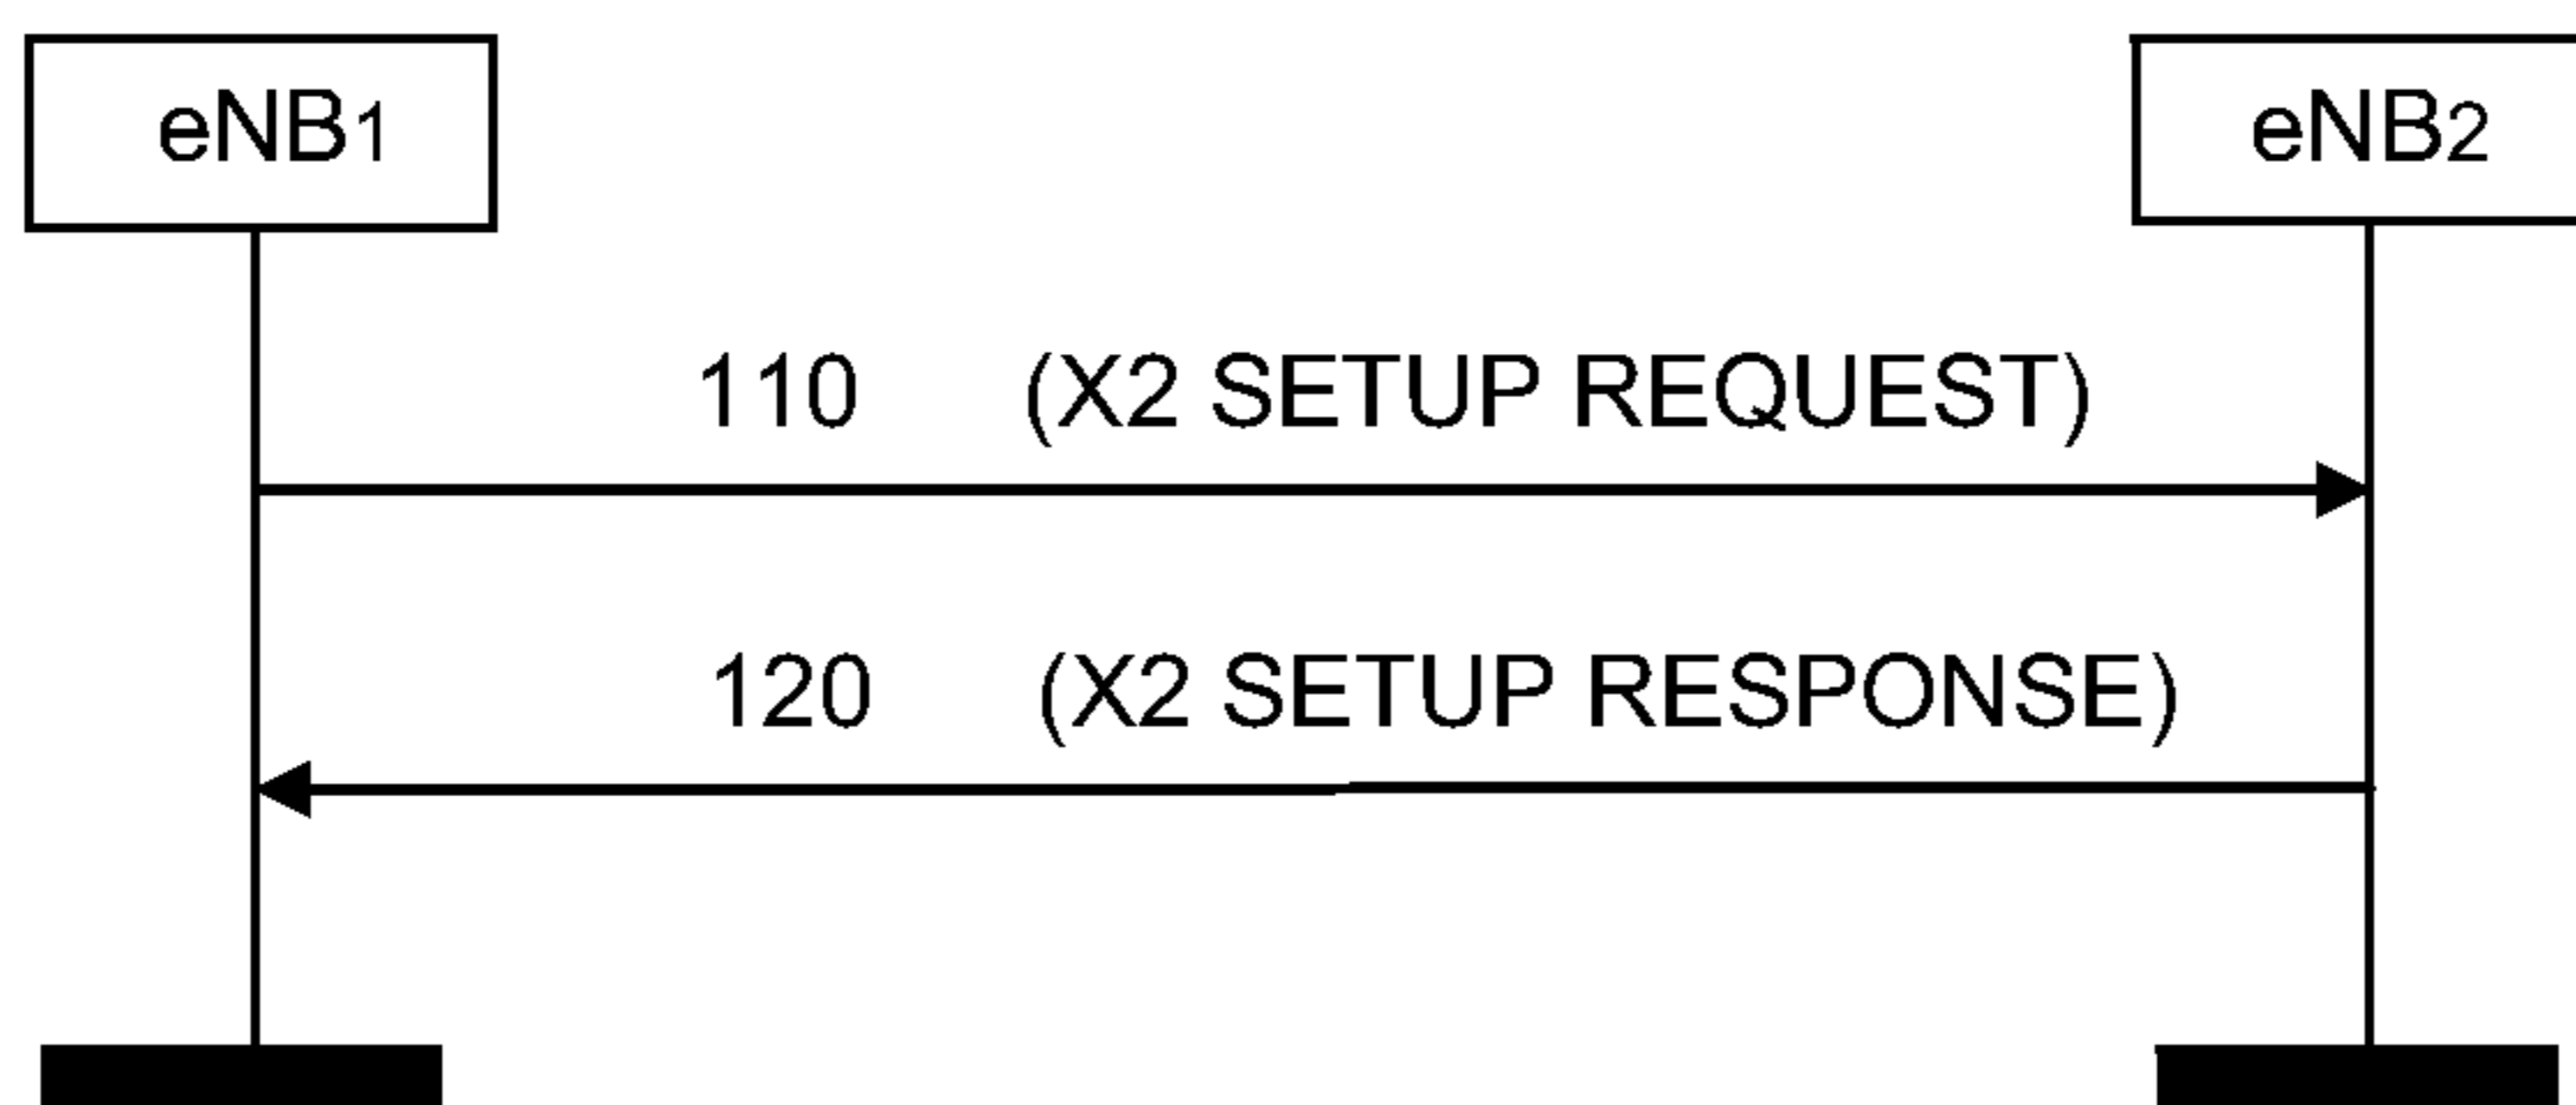 eNB1
eNB2
110 (X2 SETUP REQUEST)
120 (X2 SETUP RESPONSE)